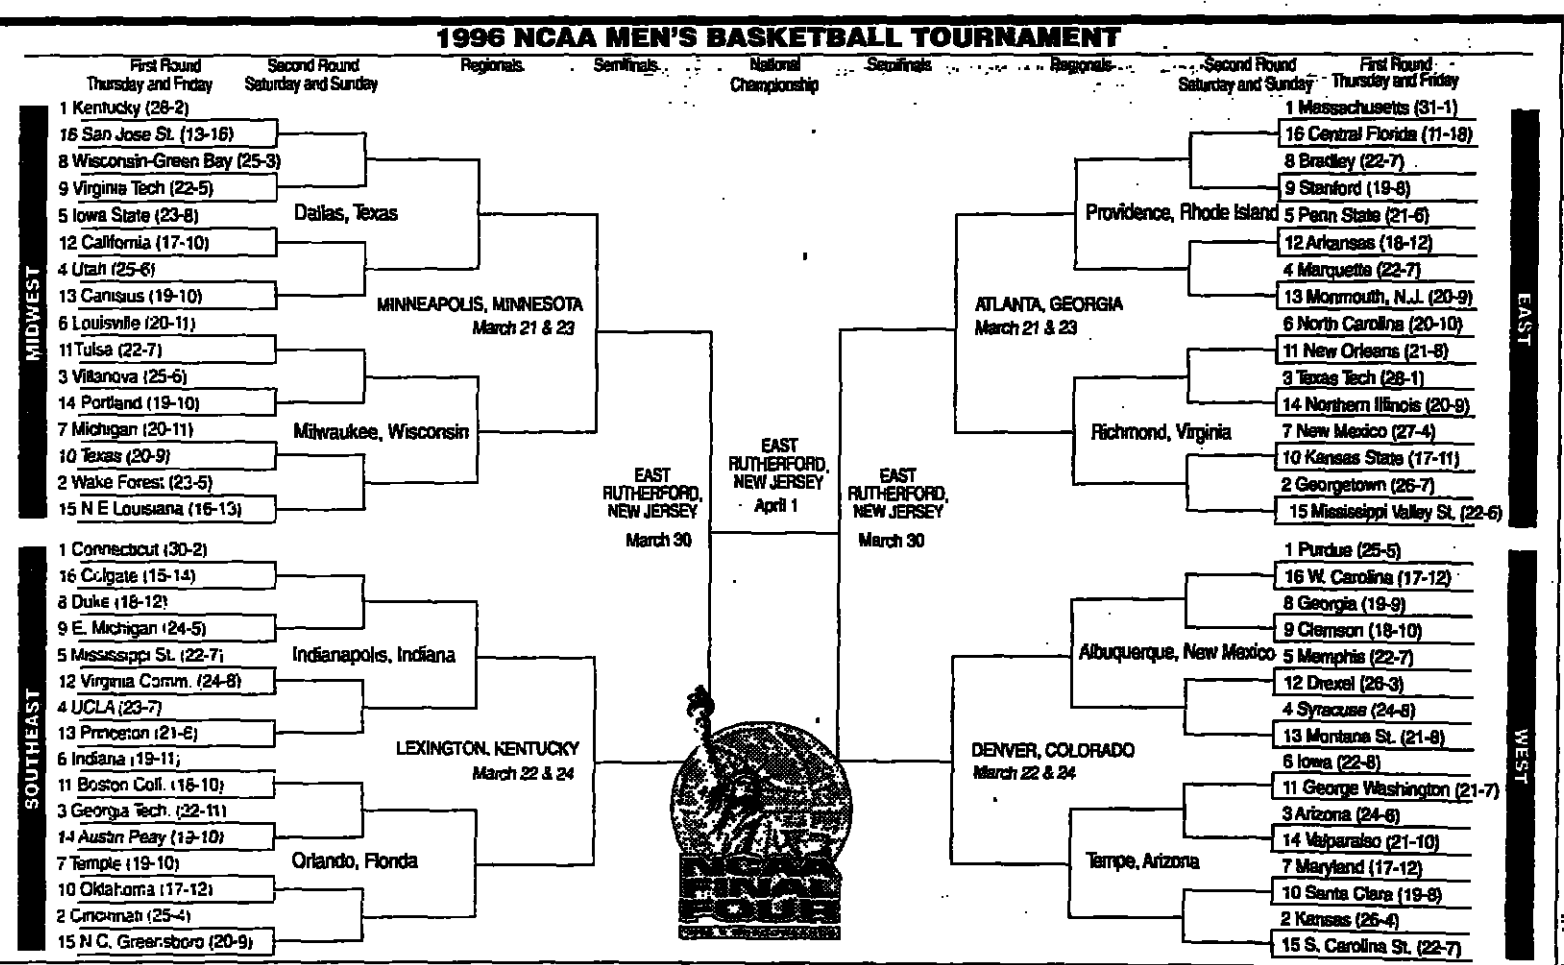 1996 NCAA MEN'S BASKETBALL TOURNAMENT
First Round
Thursday and Friday
Second Round
Saturday and Sunday
Regionals
Semifinals
National
Championship
Semifinals
Regionals
Second Round
Saturday and Sunday
First Round
Thursday and Friday
MIDWEST
1 Kentucky (28-2)
16 San Jose St. (13-16)
8 Wisconsin-Green Bay (25-3)
9 Virginia Tech (22-5)
5 Iowa State (23-8)
12 California (17-10)
4 Utah (25-6)
13 Canisius (19-10)
6 Louisville (20-11)
11 Tulsa (22-7)
3 Villanova (25-6)
14 Portland (19-10)
7 Michigan (20-11)
10 Texas (20-9)
2 Wake Forest (23-5)
15 N E Louisiana (16-13)
Dallas, Texas
MINNEAPOLIS, MINNESOTA
March 21 & 23
Milwaukee, Wisconsin
SOUTHEAST
1 Connecticut (30-2)
16 Colgate (15-14)
8 Duke (18-12)
9 E. Michigan (24-5)
5 Mississippi St. (22-7)
12 Virginia Comm. (24-8)
4 UCLA (23-7)
13 Princeton (21-6)
6 Indiana (19-11)
11 Boston Coll. (18-10)
3 Georgia Tech. (22-11)
14 Austin Peay (19-10)
7 Temple (19-10)
10 Oklahoma (17-12)
2 Cincinnati (25-4)
15 N C. Greensboro (20-9)
Indianapolis, Indiana
LEXINGTON, KENTUCKY
March 22 & 24
Orlando, Florida
EAST
RUTHERFORD,
NEW JERSEY
March 30
EAST
RUTHERFORD,
NEW JERSEY
April 1
EAST
RUTHERFORD,
NEW JERSEY
March 30
NCAA
FINAL
FOUR
EAST
1 Massachusetts (31-1)
16 Central Florida (11-18)
8 Bradley (22-7)
9 Stanford (19-8)
5 Penn State (21-6)
12 Arkansas (18-12)
4 Marquette (22-7)
13 Monmouth, N.J. (20-9)
6 North Carolina (20-10)
11 New Orleans (21-8)
3 Texas Tech (28-1)
14 Northern Illinois (20-9)
7 New Mexico (27-4)
10 Kansas State (17-11)
2 Georgetown (26-7)
15 Mississippi Valley St. (22-6)
Providence, Rhode Island
ATLANTA, GEORGIA
March 21 & 23
Richmond, Virginia
WEST
1 Purdue (25-5)
16 W. Carolina (17-12)
8 Georgia (19-9)
9 Clemson (18-10)
5 Memphis (22-7)
12 Drexel (26-3)
4 Syracuse (24-8)
13 Montana St. (21-8)
6 Iowa (22-8)
11 George Washington (21-7)
3 Arizona (24-6)
14 Valparaiso (21-10)
7 Maryland (17-12)
10 Santa Clara (19-8)
2 Kansas (26-4)
15 S. Carolina St. (22-7)
Albuquerque, New Mexico
DENVER, COLORADO
March 22 & 24
Tempe, Arizona